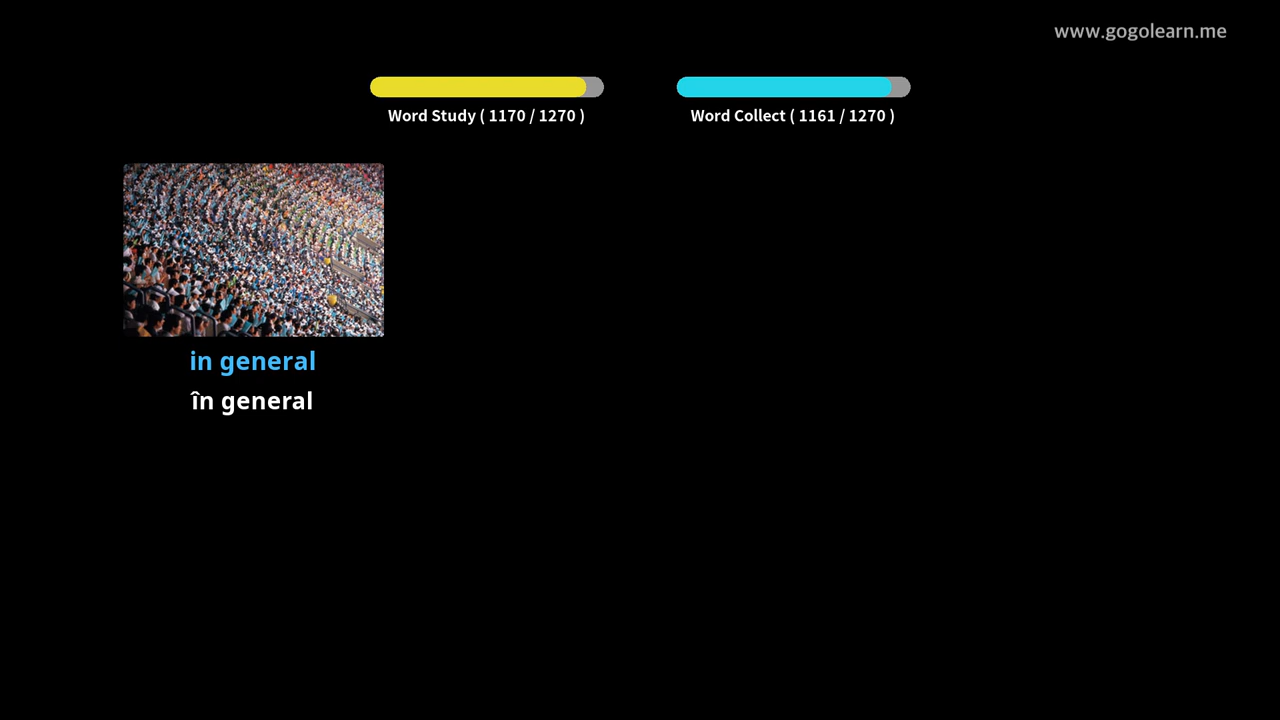 www.gogolearn.me
Word Study ( 1170 / 1270 )
Word Collect ( 1161 / 1270 )
in general
în general